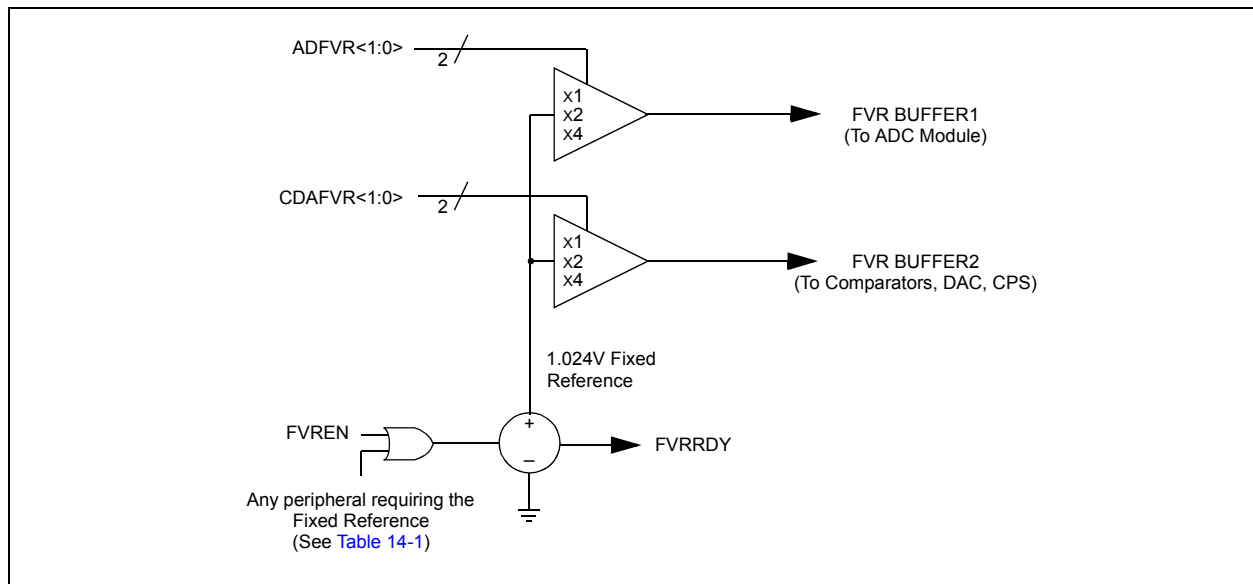 ADFVR<1:0>
2
X1
X2
X4
FVR BUFFER1
(To ADC Module)
CDAFVR<1:0>
2
X1
X2
X4
FVR BUFFER2
(To Comparators, DAC, CPS)
1.024V Fixed
Reference
FVREN
+
_
FVRRDY
Any peripheral requiring the
Fixed Reference
(See Table 14-1)